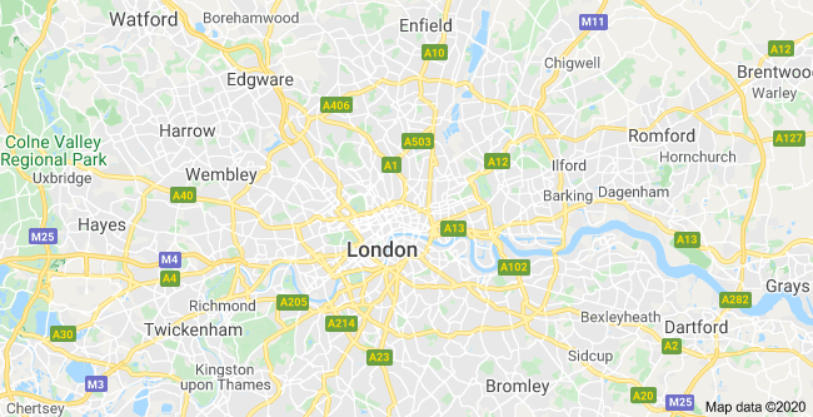 Watford
Borehamwood
Enfield
M11
A10
A12
Chigwell
Brentwoo
Edgware
Warley
A406
Harrow
Romford
A127
A503
Colne Valley
Regional Park
Hornchurch
A1
A12
Ilford
Uxbridge
Wembley
A40
Barking
Dagenham
Hayes
A13
M25
A13
London
M4
A4
A102
Grays
A282
Richmond
A205
Bexleyheath
A214
Twickenham
Dartford
A30
A2
A23
Sidcup
Kingston
upon Thames
M3
Bromley
A20
M25
Chertsey
Map data ©2020